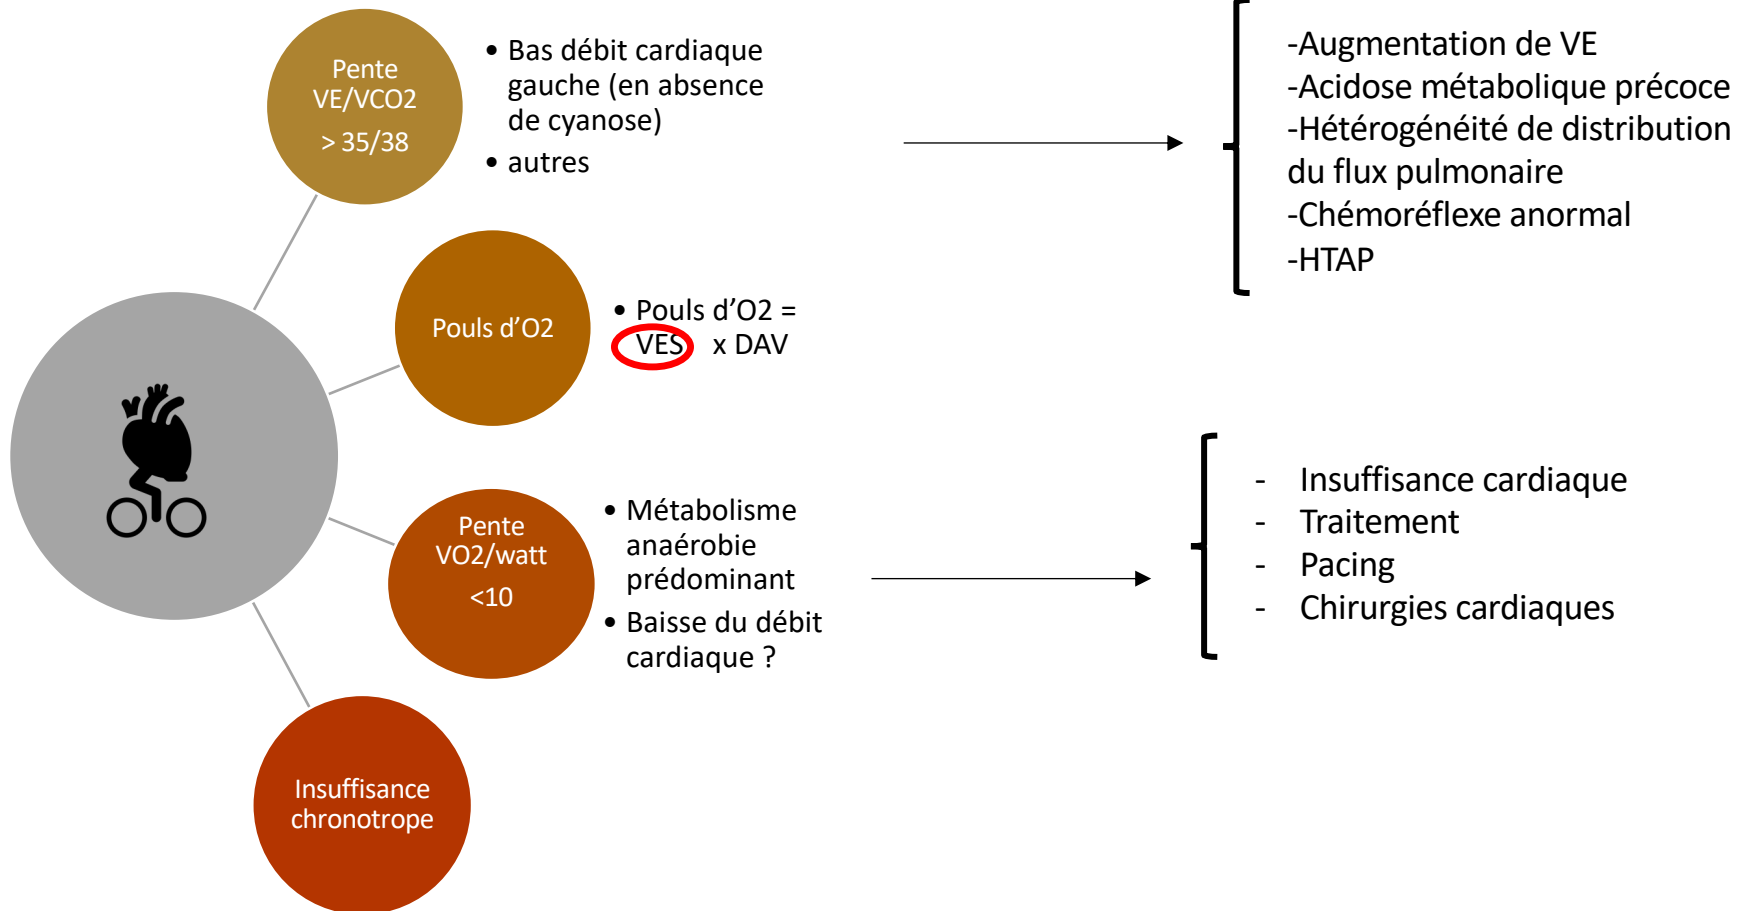 Pente
VE/VCO2
> 35/38
• Bas débit cardiaque
gauche (en absence
de cyanose)
• autres
-Augmentation de VE
-Acidose métabolique précoce
-Hétérogénéité de distribution
du flux pulmonaire
-Chémoréflexe anormal
-HTAP
Pouls d’O2
• Pouls d’O2 =
VES x DAV
Pente
VO2/watt
<10
• Métabolisme
anaérobie
prédominant
• Baisse du débit
cardiaque ?
- Insuffisance cardiaque
- Traitement
- Pacing
- Chirurgies cardiaques
Insuffisance
chronotrope